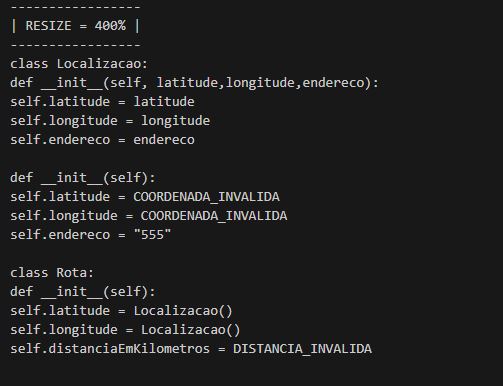 -----------------
| RESIZE = 400% |
-----------------
class Localizacao:
def __init__(self, latitude,longitude,endereco):
self.latitude = latitude
self.longitude = longitude
self.endereco = endereco

def __init__(self):
self.latitude = COORDENADA_INVALIDA
self.longitude = COORDENADA_INVALIDA
self.endereco = "555"

class Rota:
def __init__(self):
self.latitude = Localizacao()
self.longitude = Localizacao()
self.distanciaEmKilometros = DISTANCIA_INVALIDA